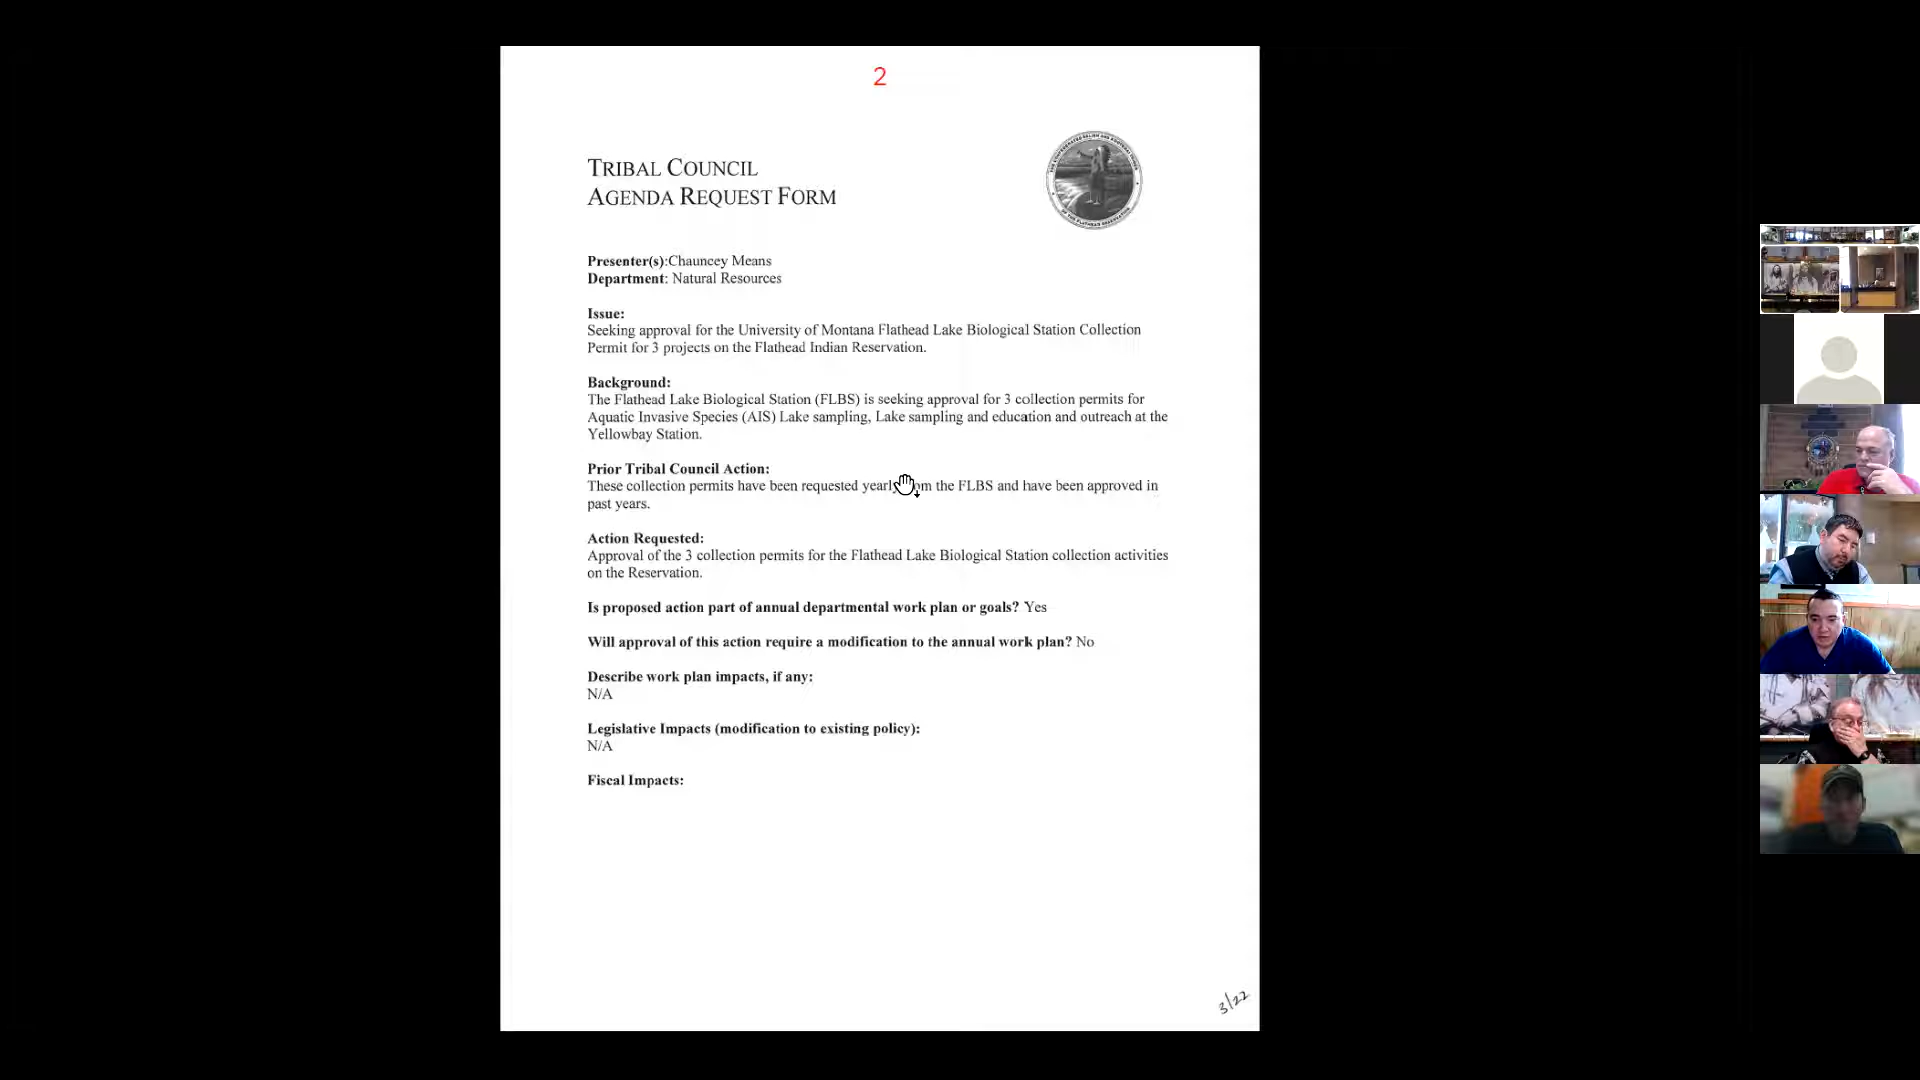 2
TRIBAL COUNCIL
AGENDA REQUEST FORM
Presenter(s):Chauncey Means
Department: Natural Resources
Issue:
Seeking approval for the University of Montana Flathead Lake Biological Station Collection
Permit for 3 projects on the Flathead Indian Reservation.
Background:
The Flathead Lake Biological Station (FLBS) is seeking approval for 3 collection permits for
Aquatic Invasive Species (AIS) Lake sampling, Lake sampling and education and outreach at the
Yellowbay Station.
Prior Tribal Council Action:
These collection permits have been requested the FLBS and have been approved in
past years.
Action Requested:
Approval of the 3 collection permits for the Flathead Lake Biological Station collection activities
on the Reservation.
Is proposed action part of annual departmental work plan or goals? Yes
Will approval of this action require a modification to the annual work plan? No
Describe work plan impacts, if any:
N/A
Legislative Impacts (modification to existing policy):
N/A
Fiscal Impacts:
3/22